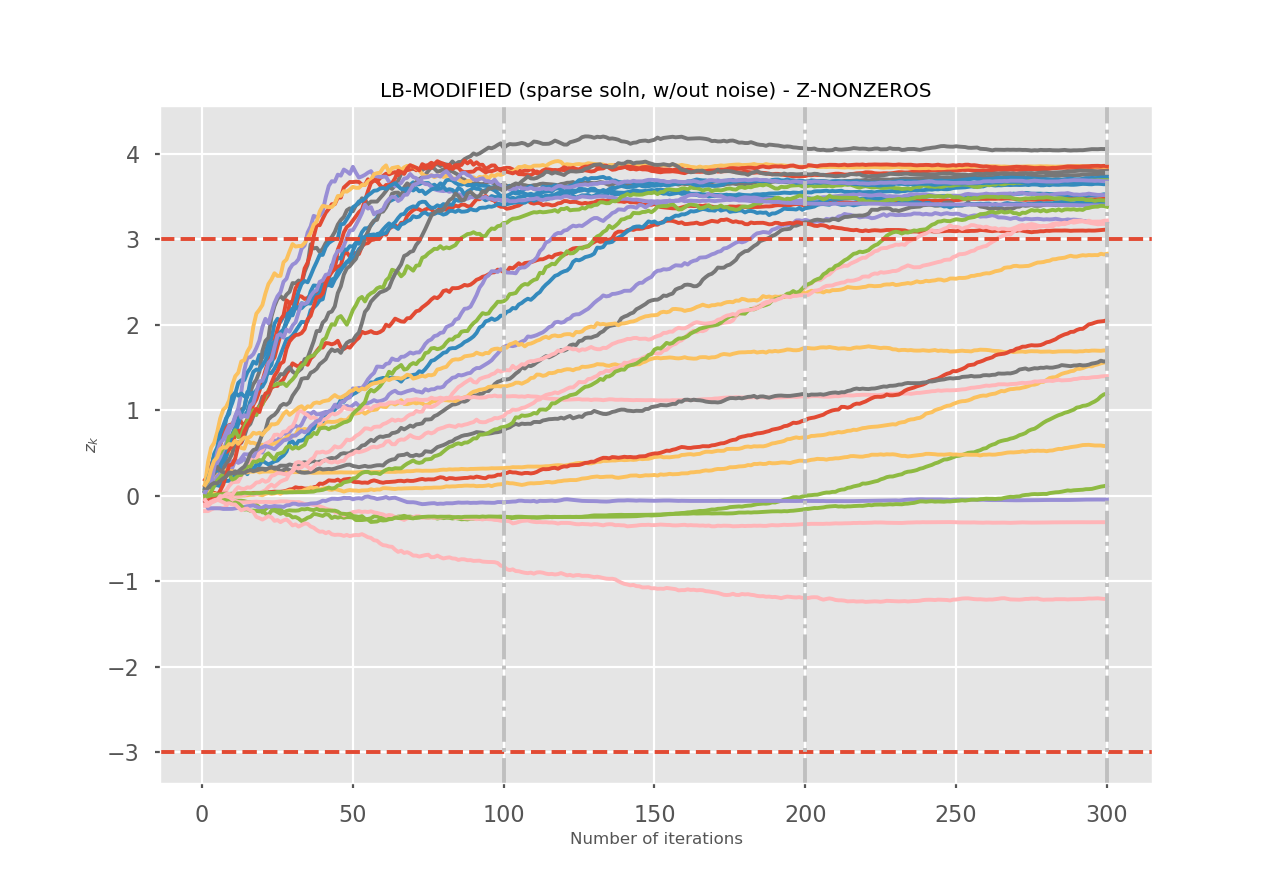 LB-MODIFIED (sparse soln, w/out noise) - Z-NONZEROS
4
3
2
1
0
−1
−2
−3
z_k
0 50 100 150 200 250 300
Number of iterations